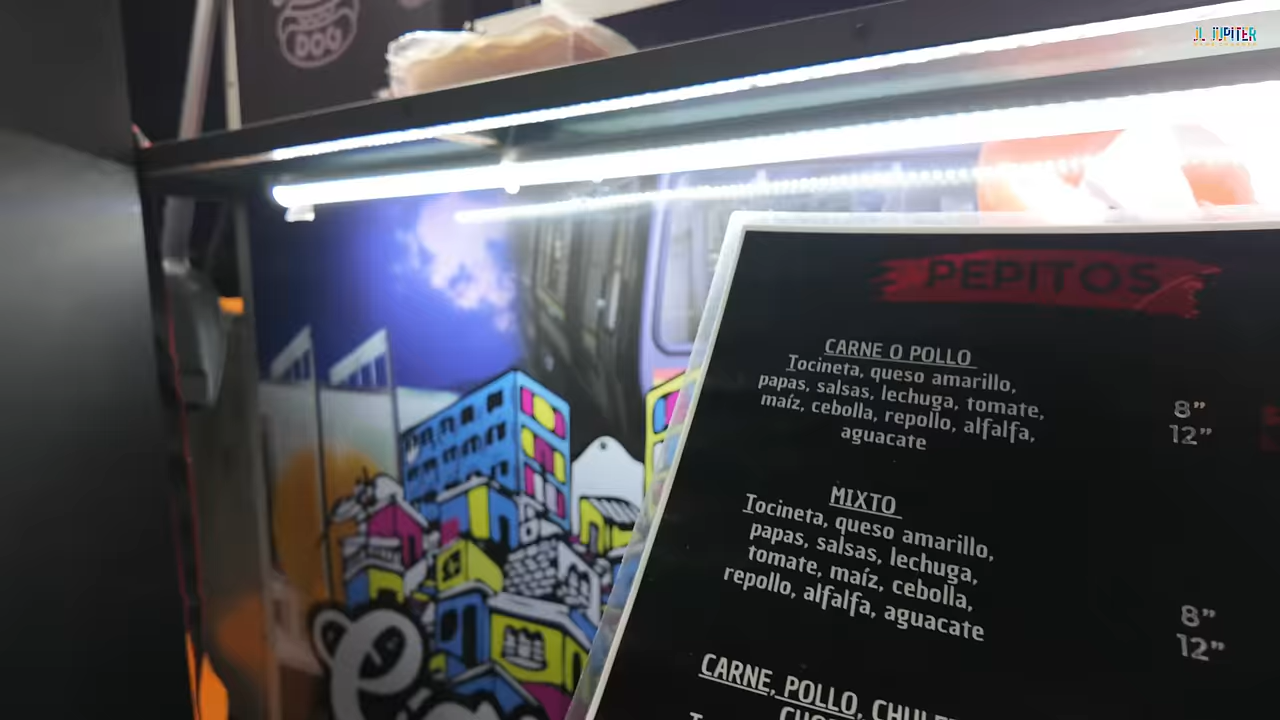 DOG
JL JUPITER
PEPITOS
CARNE O POLLO
Tocineta, queso amarillo,
papas, salsas, lechuga, tomate,
maíz, cebolla, repollo, alfalfa,
aguacate
8”
12”
MIXTO
Tocineta, queso amarillo,
papas, salsas, lechuga,
tomate, maíz, cebolla,
repollo, alfalfa, aguacate
8”
12”
CARNE, POLLO,